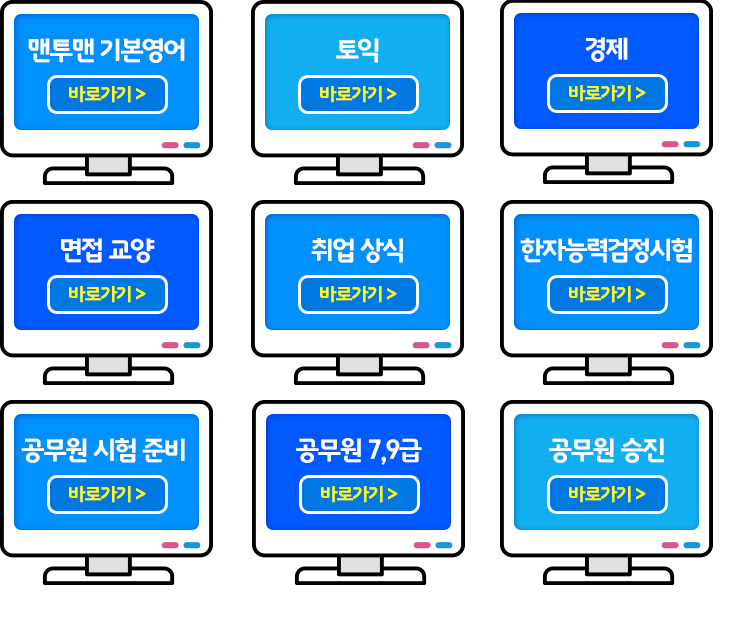 맨투맨 기본영어
바로가기 >
토익
바로가기 >
경제
바로가기 >
면접 교양
바로가기 >
취업 상식
바로가기 >
한자능력검정시험
바로가기 >
공무원 시험 준비
바로가기 >
공무원 7,9급
바로가기 >
공무원 승진
바로가기 >